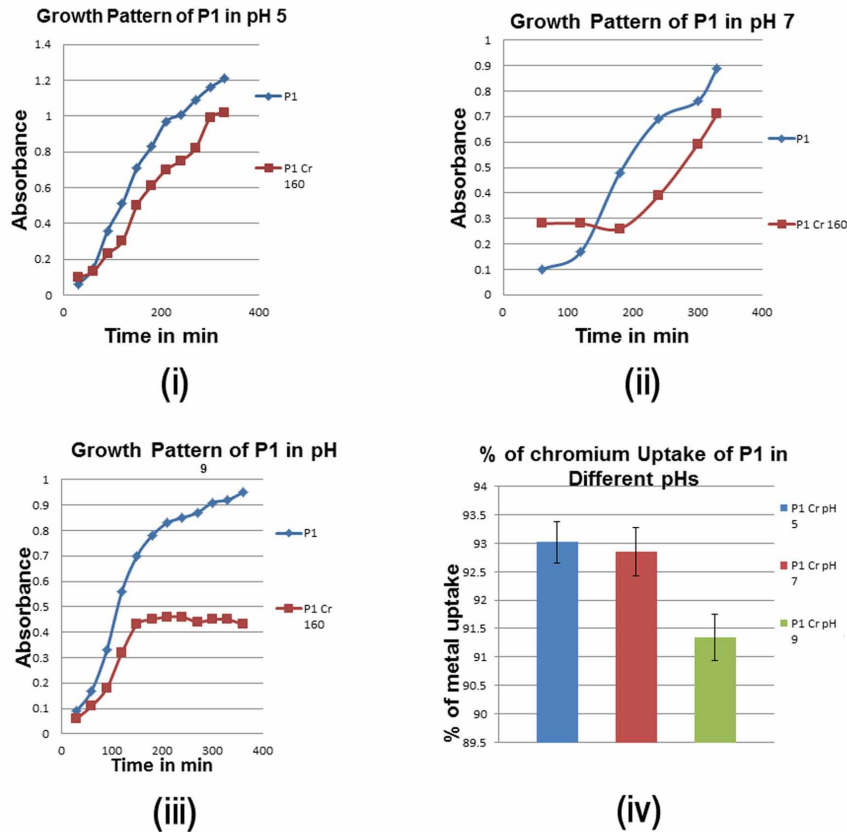 Growth Pattern of P1 in pH 5
1.4
1.2
1
0.8
0.6
0.4
0.2
0
0
200
400
Absorbance
Time in min
P1
P1 Cr
160
(i)
Growth Pattern of P1 in pH 7
1
0.9
0.8
0.7
0.6
0.5
0.4
0.3
0.2
0.1
0
0
100
200
300
400
Absorbance
Time in min
P1
P1 Cr 160
(ii)
Growth Pattern of P1 in pH
9
1
0.9
0.8
0.7
0.6
0.5
0.4
0.3
0.2
0.1
0
0
100
200
300
400
Absorbance
Time in min
P1
P1 Cr
160
(iii)
% of chromium Uptake of P1 in
Different pHs
94
93.5
93
92.5
92
91.5
91
90.5
90
89.5
% of metal uptake
P1 Cr pH
5
P1 Cr pH
7
P1 Cr pH
9
(iv)